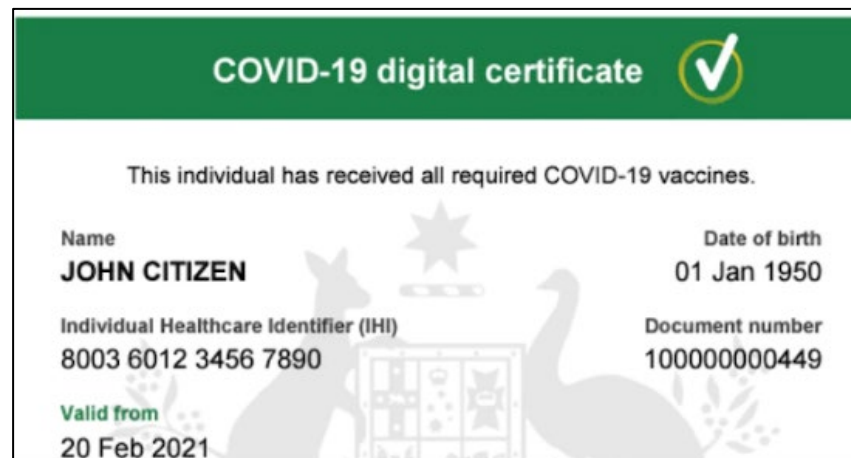 COVID-19 digital certificate
This individual has received all required COVID-19 vaccines.
Name
Date of birth
JOHN CITIZEN
01 Jan 1950
Individual Healthcare Identifier (IHI)
Document number
8003 6012 3456 7890
100000000449
Valid from
20 Feb 2021